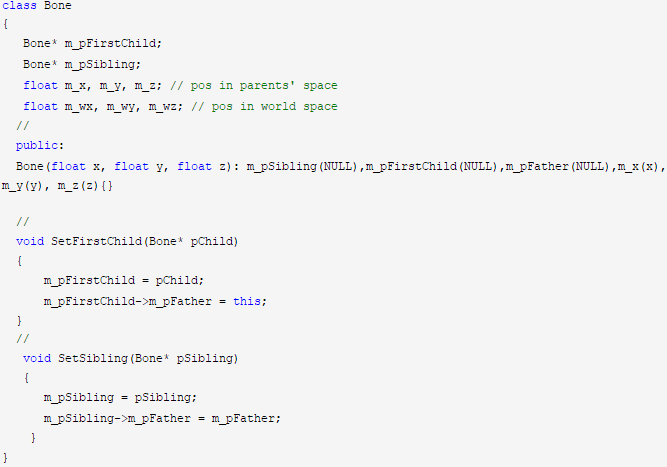 class Bone
{
Bone* m_pFirstChild;
Bone* m_pSibling;
float m_x, m_y, m_z; // pos in parents' space
float m_wx, m_wy, m_wz; // pos in world space
//
public:
Bone(float x, float y, float z): m_pSibling(NULL),m_pFirstChild(NULL),m_pFather(NULL),m_x(x),
m_y(y), m_z(z){}
//
void SetFirstChild(Bone* pChild)
{
m_pFirstChild = pChild;
m_pFirstChild->m_pFather = this;
}
//
void SetSibling(Bone* pSibling)
{
m_pSibling = pSibling;
m_pSibling->m_pFather = m_pFather;
}
}